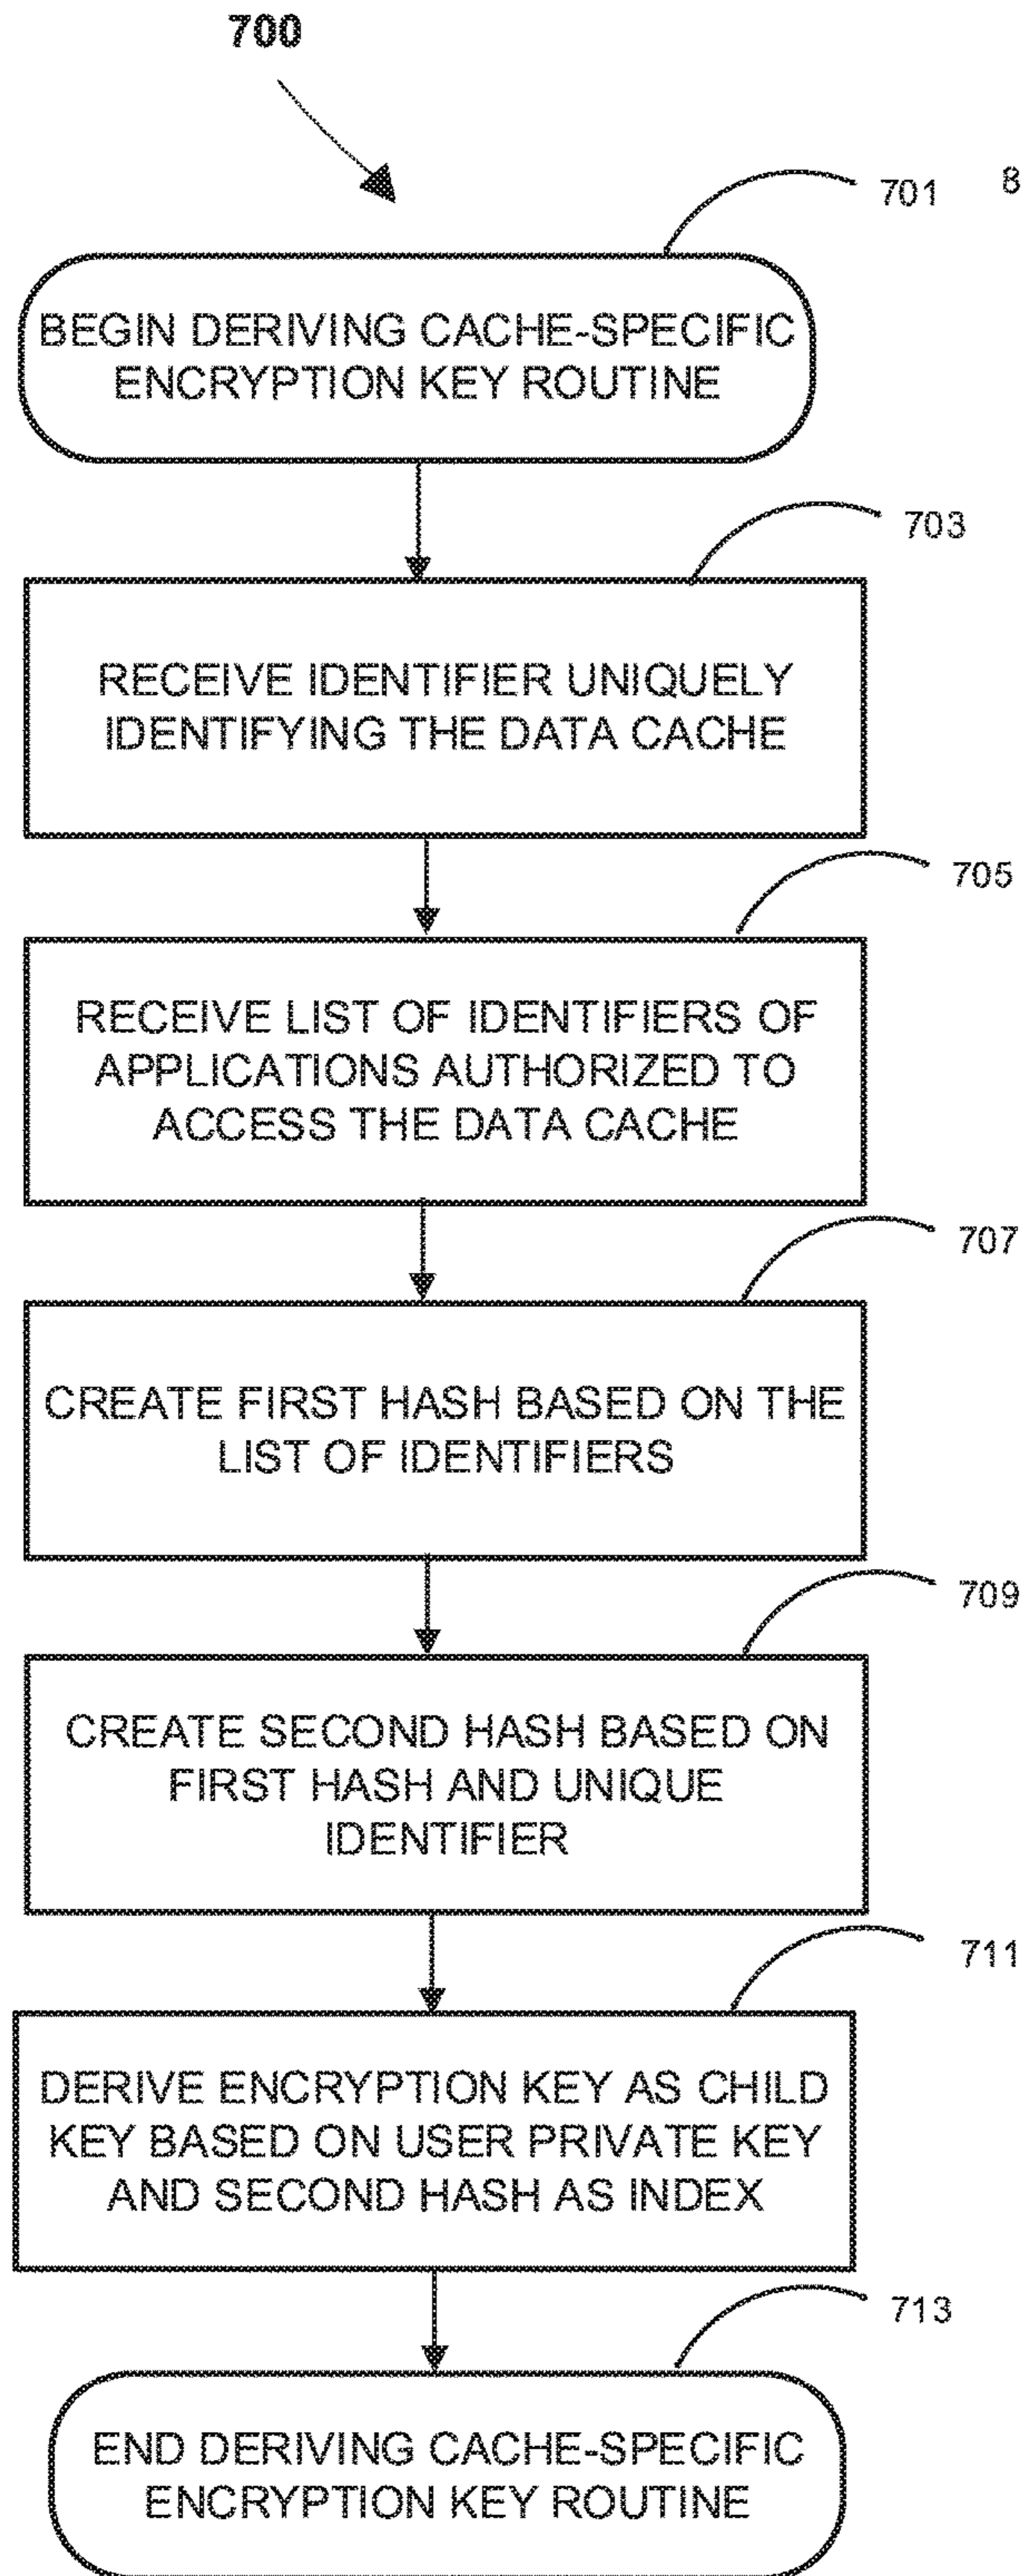 700
701
8
BEGIN DERIVING CACHE-SPECIFIC
ENCRYPTION KEY ROUTINE
703
RECEIVE IDENTIFIER UNIQUELY
IDENTIFYING THE DATA CACHE
705
RECEIVE LIST OF IDENTIFIERS OF
APPLICATIONS AUTHORIZED TO
ACCESS THE DATA CACHE
707
CREATE FIRST HASH BASED ON THE
LIST OF IDENTIFIERS
709
CREATE SECOND HASH BASED ON
FIRST HASH AND UNIQUE
IDENTIFIER
711
DERIVE ENCRYPTION KEY AS CHILD
KEY BASED ON USER PRIVATE KEY
AND SECOND HASH AS INDEX
713
END DERIVING CACHE-SPECIFIC
ENCRYPTION KEY ROUTINE